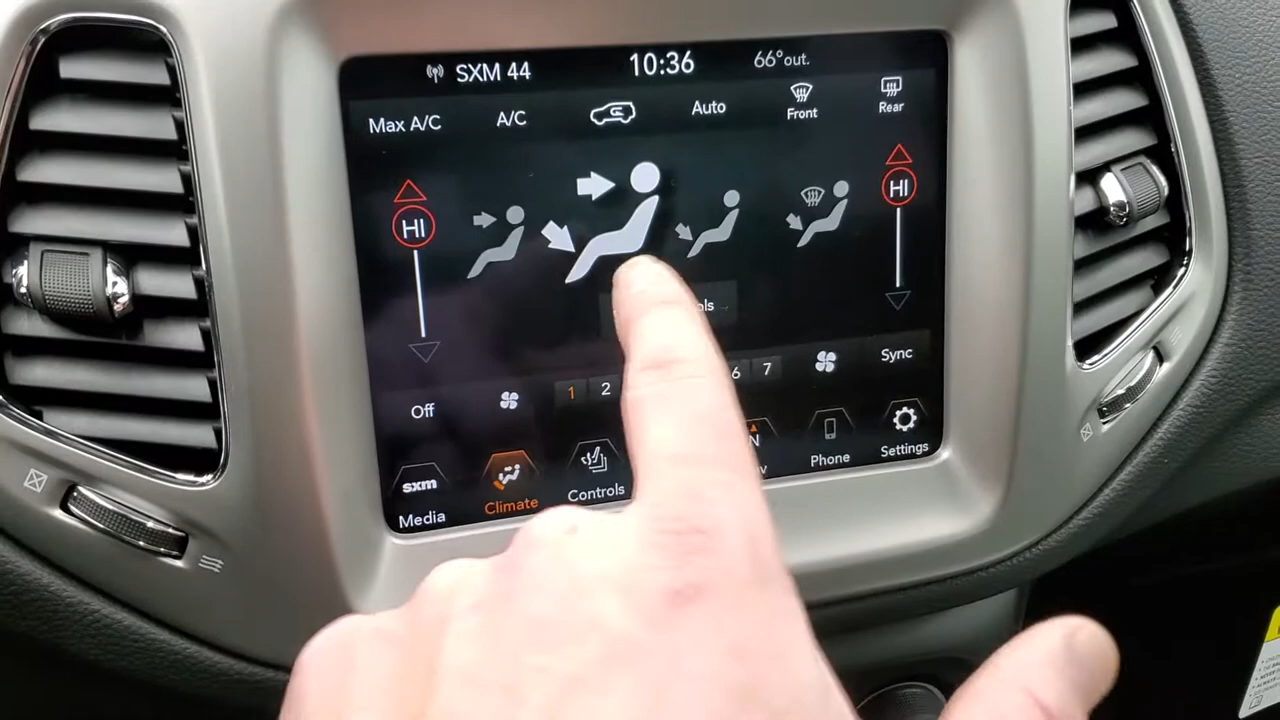 SXM 44 10:36 66°out.
Max A/C A/C Auto Front Rear
HI HI
ols
Off 1 2 6 7 Sync
sxm N
Media Climate Controls v Phone Settings